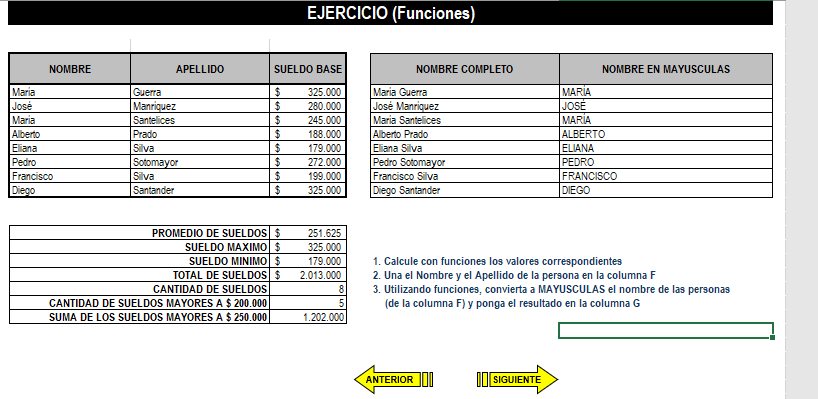 EJERCICIO (Funciones)
NOMBRE APELLIDO SUELDO BASE NOMBRE COMPLETO NOMBRE EN MAYUSCULAS
María Guerra $ 325.000 María Guerra MARÍA
José Manríquez $ 280.000 José Manríquez JOSÉ
María Santelices $ 245.000 María Santelices MARÍA
Alberto Prado $ 188.000 Alberto Prado ALBERTO
Eliana Silva $ 179.000 Eliana Silva ELIANA
Pedro Sotomayor $ 272.000 Pedro Sotomayor PEDRO
Francisco Silva $ 199.000 Francisco Silva FRANCISCO
Diego Santander $ 325.000 Diego Santander DIEGO
PROMEDIO DE SUELDOS $ 251.625
SUELDO MAXIMO $ 325.000
SUELDO MINIMO $ 179.000
TOTAL DE SUELDOS $ 2.013.000
CANTIDAD DE SUELDOS 8
CANTIDAD DE SUELDOS MAYORES A $ 200.000 5
SUMA DE LOS SUELDOS MAYORES A $ 250.000 1.202.000
1. Calcule con funciones los valores correspondientes
2. Una el Nombre y el Apellido de la persona en la columna F
3. Utilizando funciones, convierta a MAYUSCULAS el nombre de las personas
(de la columna F) y ponga el resultado en la columna G
ANTERIOR SIGUIENTE